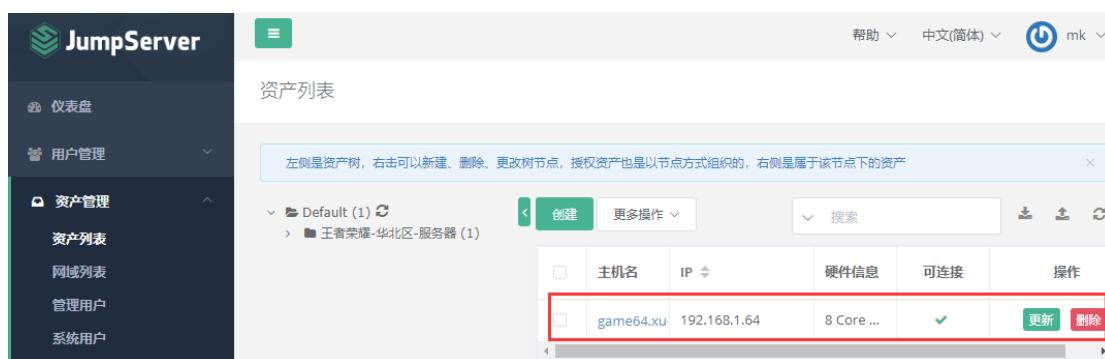 JumpServer
帮助
中文(简体)
mk
资产列表
仪表盘
用户管理
左侧是资产树，右击可以新建、删除、更改树节点，授权资产也是以节点方式组织的，右侧是属于该节点下的资产
×
资产管理
资产列表
网域列表
管理用户
系统用户
Default (1)
王者荣耀-华北区-服务器 (1)
创建
更多操作
搜索
主机名 IP 硬件信息 可连接 操作
game64.xu 192.168.1.64 8 Core ... 更新 删除